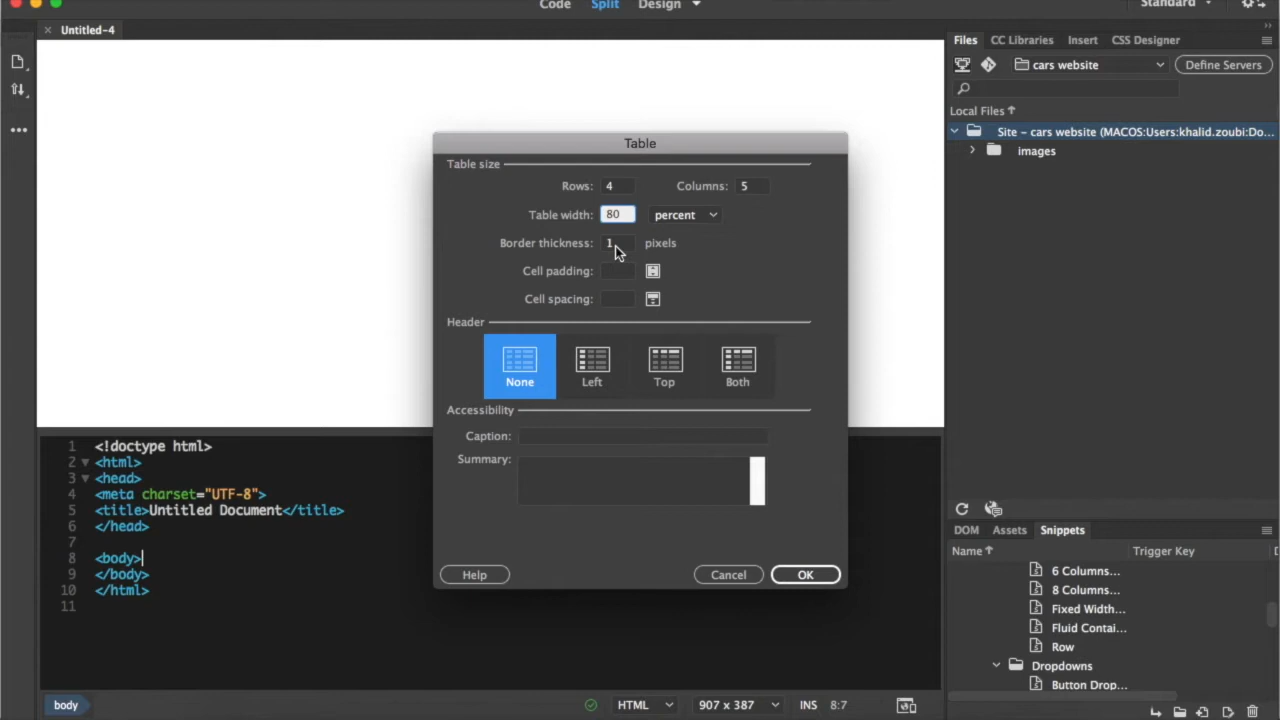 Code Split Design Standard
× Untitled-4
Files CC Libraries Insert CSS Designer
cars website Define Servers
Local Files ↑
Site – cars website (MACOS:Users:khalid.zoubi:Do...
images
Table
Table size
Rows: 4 Columns: 5
Table width: 80 percent
Border thickness: 1 pixels
Cell padding:
Cell spacing:
Header
None Left Top Both
Accessibility
Caption:
Summary:
Help Cancel OK
1 <!doctype html>
2 <html>
3 <head>
4 <meta charset="UTF-8">
5 <title>Untitled Document</title>
6 </head>
7
8 <body>
9 </body>
10 </html>
11
DOM Assets Snippets
Name ↑ Trigger Key
6 Columns...
8 Columns...
Fixed Width...
Fluid Contai...
Row
Dropdowns
Button Drop...
body HTML 907 x 387 INS 8:7